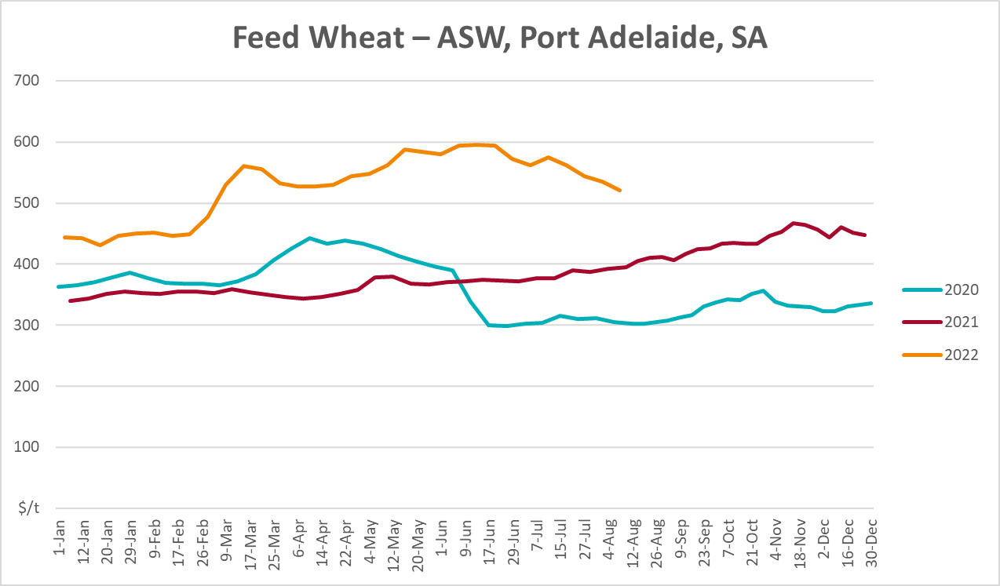 Feed Wheat – ASW, Port Adelaide, SA
700
600
500
400
300
200
100
$/t
1-Jan
12-Jan
20-Jan
29-Jan
9-Feb
17-Feb
26-Feb
9-Mar
17-Mar
25-Mar
6-Apr
14-Apr
22-Apr
4-May
12-May
20-May
1-Jun
9-Jun
17-Jun
29-Jun
7-Jul
15-Jul
27-Jul
4-Aug
12-Aug
26-Aug
9-Sep
23-Sep
7-Oct
21-Oct
4-Nov
18-Nov
2-Dec
16-Dec
30-Dec
2020
2021
2022